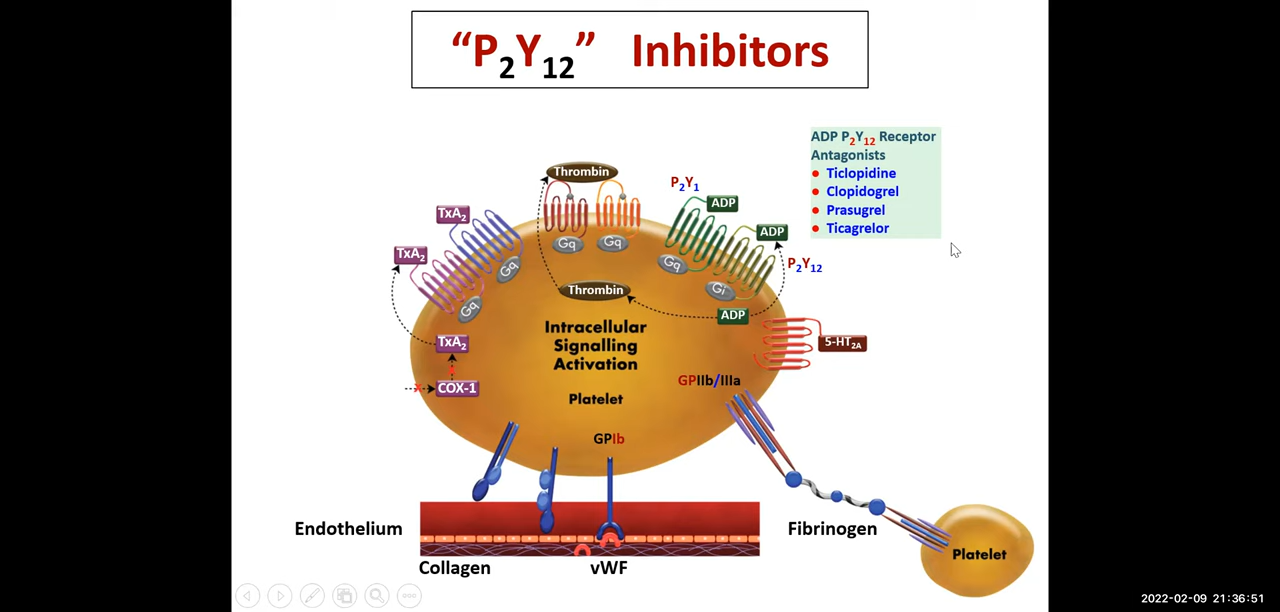 “P2Y12” Inhibitors
ADP P2Y12 Receptor
Antagonists
Ticlopidine
Clopidogrel
Prasugrel
Ticagrelor
Thrombin
P2Y1
ADP
TxA2
ADP
TxA2
Gq
Gq
Gq
Gq
Gq
Gi
P2Y12
Thrombin
ADP
Intracellular
Signalling
Activation
TxA2
5-HT2A
COX-1
GPIIb/IIIa
Platelet
GPIb
Endothelium
Fibrinogen
Platelet
Collagen
vWF
2022-02-09 21:36:51